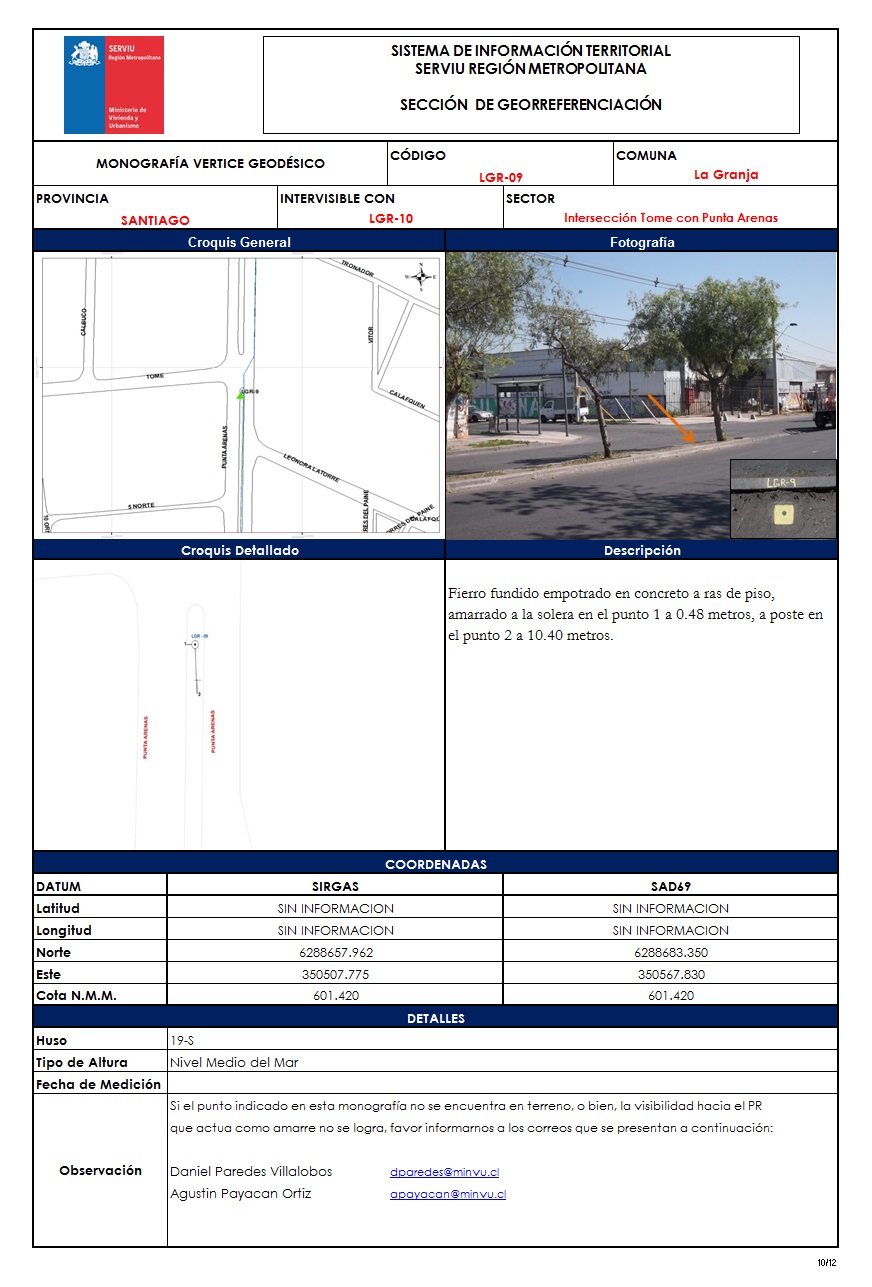 SERVIU
Región Metropolitana
Ministerio de
Vivienda y
Urbanismo
SISTEMA DE INFORMACIÓN TERRITORIAL
SERVIU REGIÓN METROPOLITANA
SECCIÓN DE GEORREFERENCIACIÓN
MONOGRAFÍA VERTICE GEODÉSICO
CÓDIGO
LGR-09
COMUNA
La Granja
PROVINCIA
SANTIAGO
INTERVISIBLE CON
LGR-10
SECTOR
Intersección Tome con Punta Arenas
Croquis General
Fotografía
TRONADOR
N
W E
S
CALBUCO
VITOR
TOME
LGR-9
CALAFQUEN
PUNTA ARENAS
LEONORA LATORRE
5 NORTE
RES DEL PAINE
ORRES DEL PAINE
CALAFQU
10 ORI
LGR-9
Croquis Detallado
Descripción
Fierro fundido empotrado en concreto a ras de piso,
amarrado a la solera en el punto 1 a 0.48 metros, a poste en
el punto 2 a 10.40 metros.
LGR - 09
1
2
PUNTA ARENAS
PUNTA ARENAS
COORDENADAS
DATUM SIRGAS SAD69
Latitud SIN INFORMACION SIN INFORMACION
Longitud SIN INFORMACION SIN INFORMACION
Norte 6288657.962 6288683.350
Este 350507.775 350567.830
Cota N.M.M. 601.420 601.420
DETALLES
Huso 19-S
Tipo de Altura Nivel Medio del Mar
Fecha de Medición
Observación
Si el punto indicado en esta monografía no se encuentra en terreno, o bien, la visibilidad hacia el PR
que actua como amarre no se logra, favor informarnos a los correos que se presentan a continuación:
Daniel Paredes Villalobos dparedes@minvu.cl
Agustin Payacan Ortiz apayacan@minvu.cl
10/12